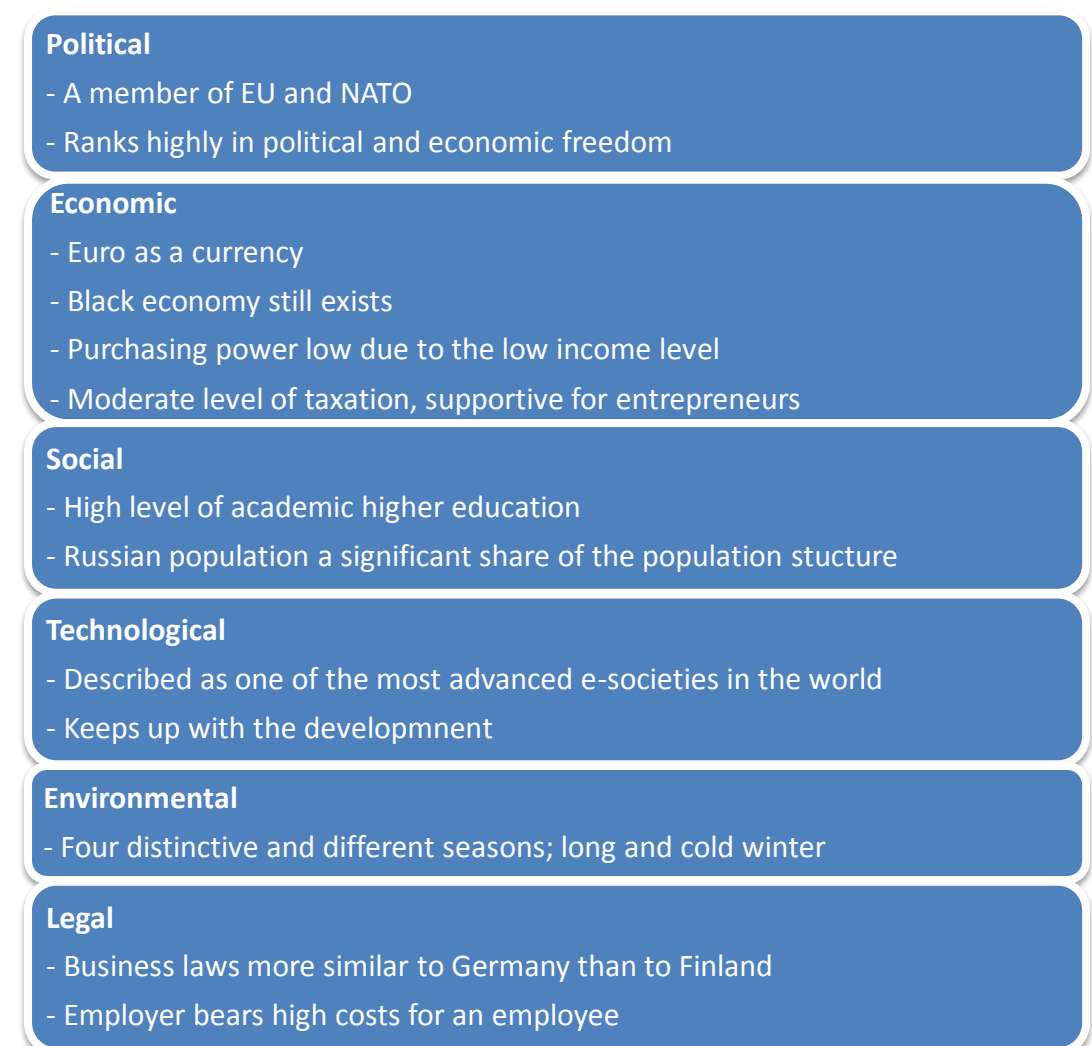 Political
- A member of EU and NATO
- Ranks highly in political and economic freedom
Economic
- Euro as a currency
- Black economy still exists
- Purchasing power low due to the low income level
- Moderate level of taxation, supportive for entrepreneurs
Social
- High level of academic higher education
- Russian population a significant share of the population stucture
Technological
- Described as one of the most advanced e-societies in the world
- Keeps up with the developmnent
Environmental
- Four distinctive and different seasons; long and cold winter
Legal
- Business laws more similar to Germany than to Finland
- Employer bears high costs for an employee